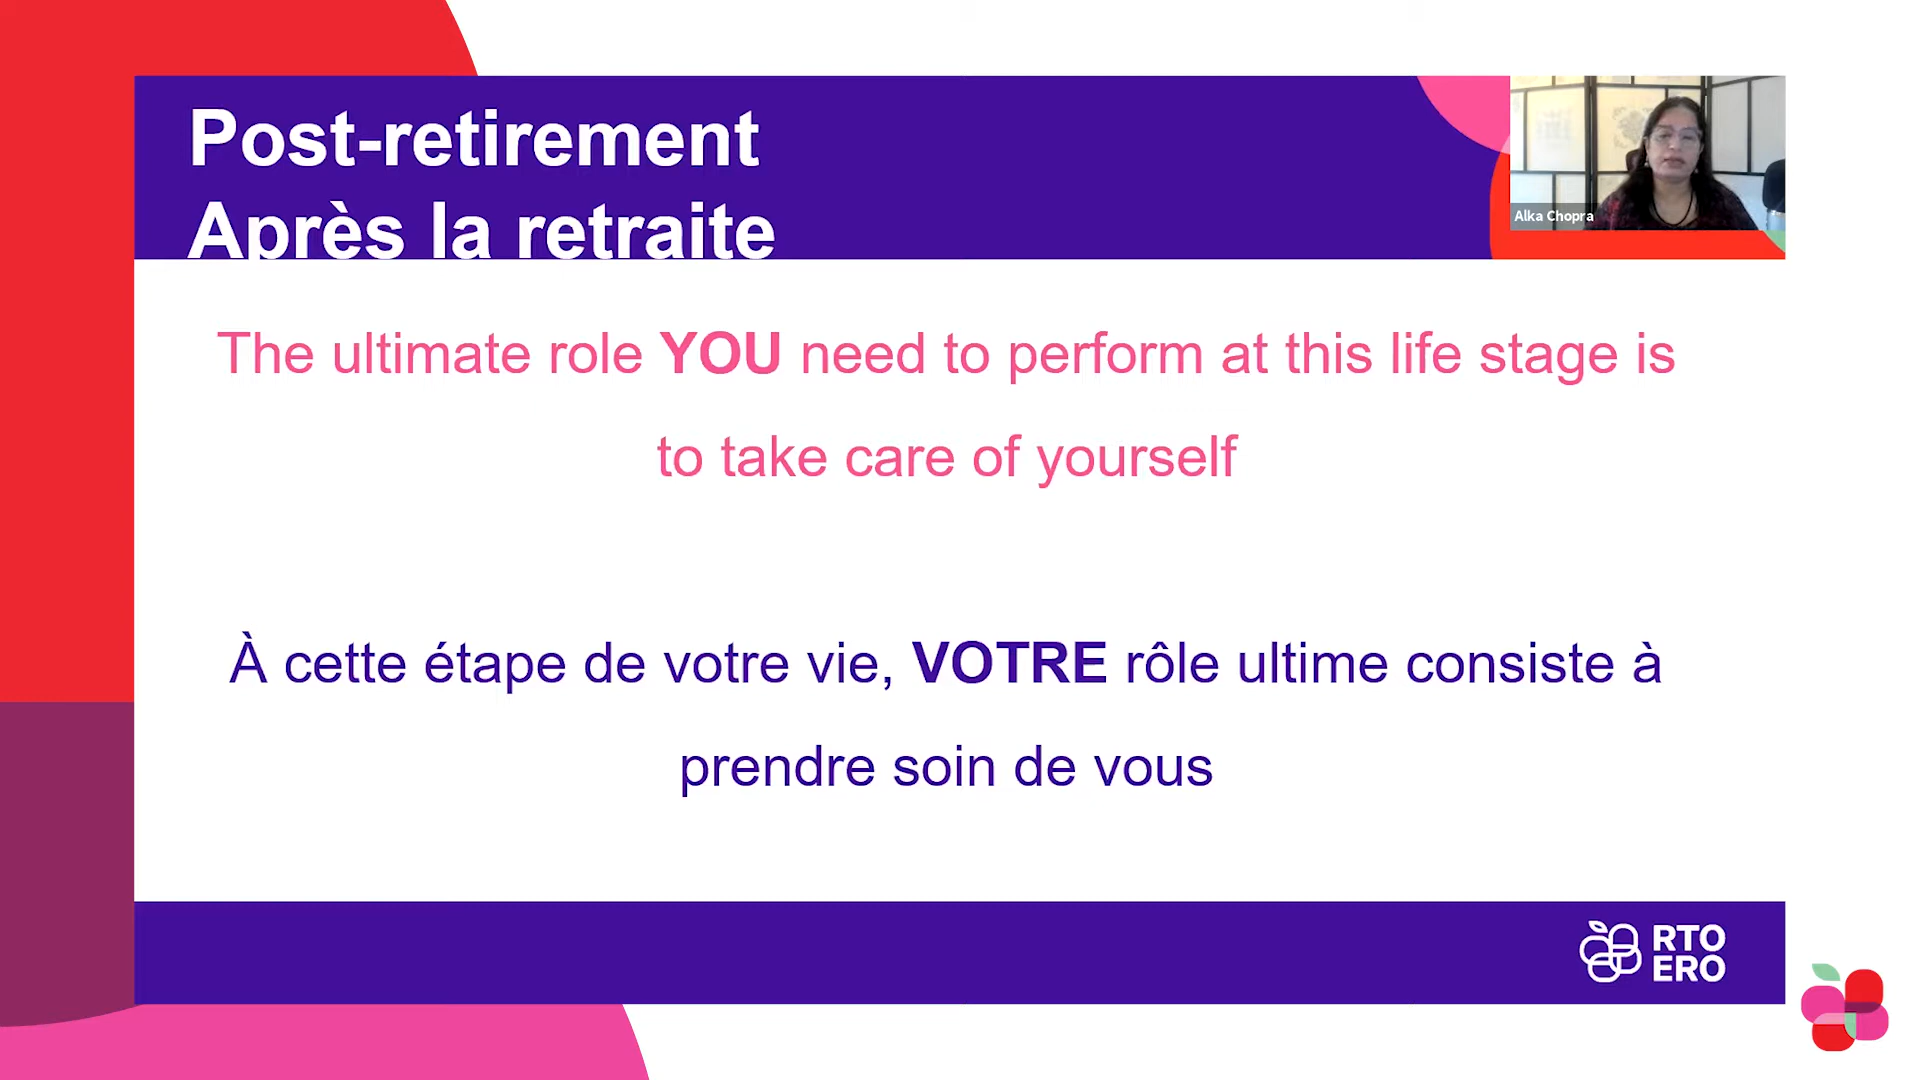 Post-retirement
Après la retraite
Alka Chopra
The ultimate role YOU need to perform at this life stage is
to take care of yourself
À cette étape de votre vie, VOTRE rôle ultime consiste à
prendre soin de vous
RTO
ERO